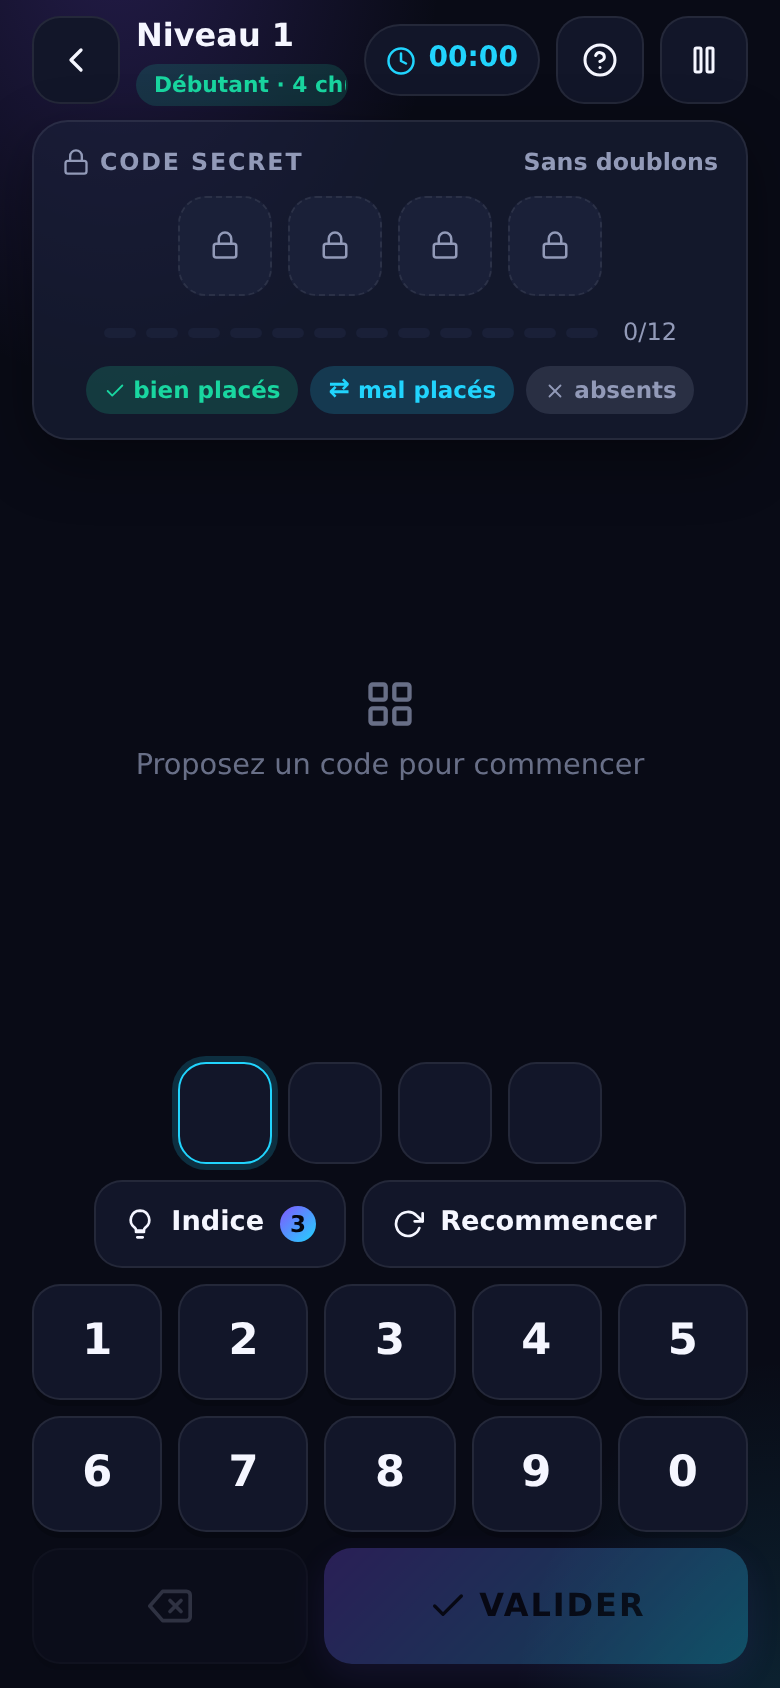 Niveau 1
Débutant · 4 ch
00:00
CODE SECRET
Sans doublons
0/12
bien placés
mal placés
absents
Proposez un code pour commencer
Indice 3
Recommencer
1 2 3 4 5
6 7 8 9 0
VALIDER